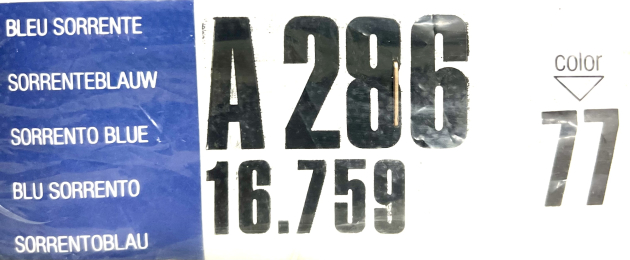 BLEU SORRENTE
SORRENTEBLAUW
SORRENTO BLUE
BLU SORRENTO
SORRENTOBLAU
A 286
16.759
color
77